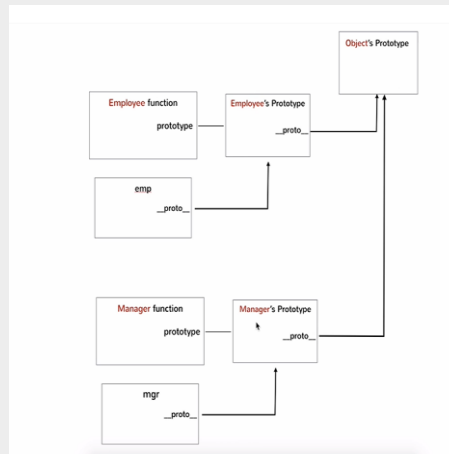 Object's Prototype
Employee function
prototype
Employee's Prototype
__proto__
emp
__proto__
Manager function
prototype
Manager's Prototype
__proto__
mgr
__proto__